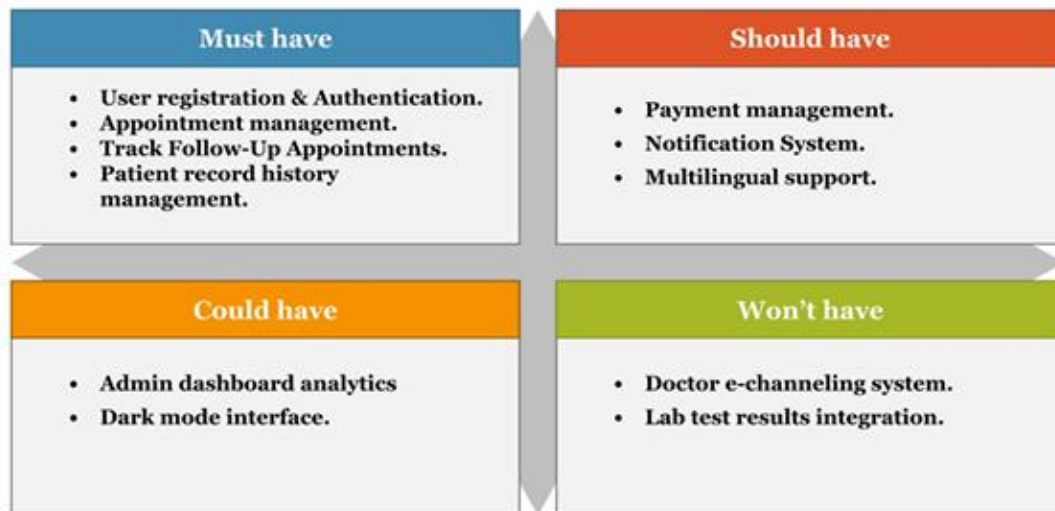 Must have
• User registration & Authentication.
• Appointment management.
• Track Follow-Up Appointments.
• Patient record history
management.
Should have
• Payment management.
• Notification System.
• Multilingual support.
Could have
• Admin dashboard analytics
• Dark mode interface.
Won't have
• Doctor e-channeling system.
• Lab test results integration.